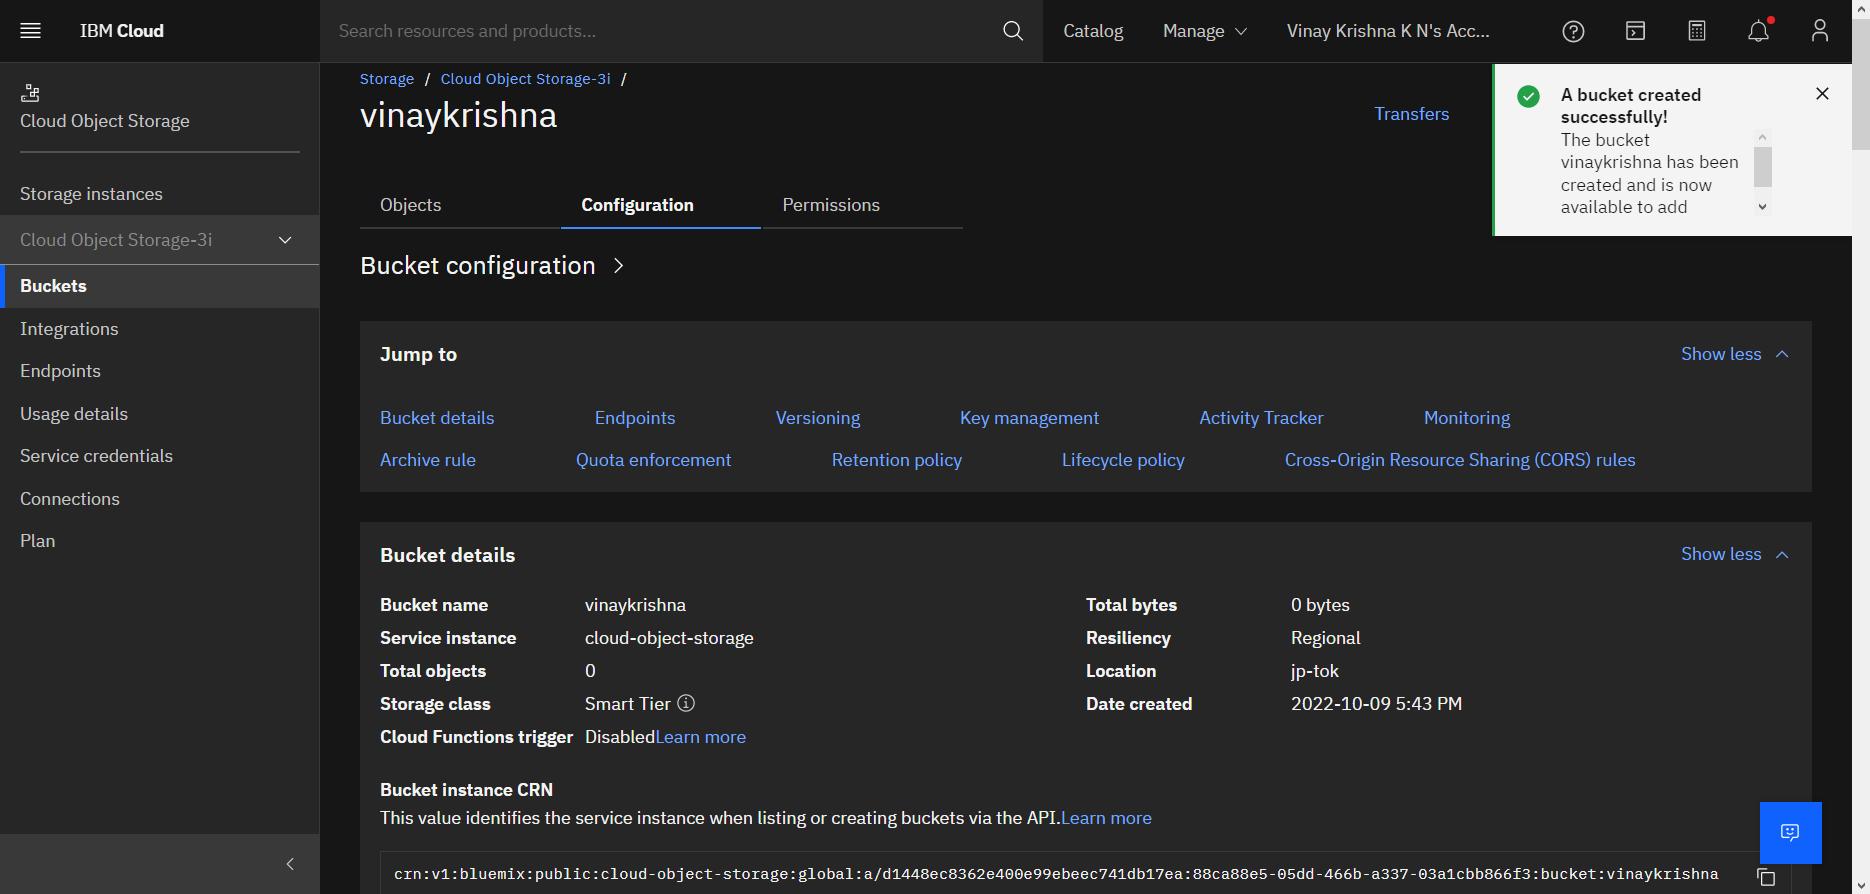 IBM Cloud
Search resources and products...
Catalog
Manage
Vinay Krishna K N's Acc...
Cloud Object Storage
Storage instances
Cloud Object Storage-3i
Buckets
Integrations
Endpoints
Usage details
Service credentials
Connections
Plan
Storage / Cloud Object Storage-3i /
vinaykrishna
Transfers
A bucket created
successfully!
The bucket
vinaykrishna has been
created and is now
available to add
Objects
Configuration
Permissions
Bucket configuration
Jump to
Show less
Bucket details
Endpoints
Versioning
Key management
Activity Tracker
Monitoring
Archive rule
Quota enforcement
Retention policy
Lifecycle policy
Cross-Origin Resource Sharing (CORS) rules
Bucket details
Show less
Bucket name vinaykrishna
Service instance cloud-object-storage
Total objects 0
Storage class Smart Tier
Cloud Functions trigger DisabledLearn more
Total bytes 0 bytes
Resiliency Regional
Location jp-tok
Date created 2022-10-09 5:43 PM
Bucket instance CRN
This value identifies the service instance when listing or creating buckets via the API.Learn more
crn:v1:bluemix:public:cloud-object-storage:global:a/d1448ec8362e400e99ebeec741db17ea:88ca88e5-05dd-466b-a337-03a1cbb866f3:bucket:vinaykrishna